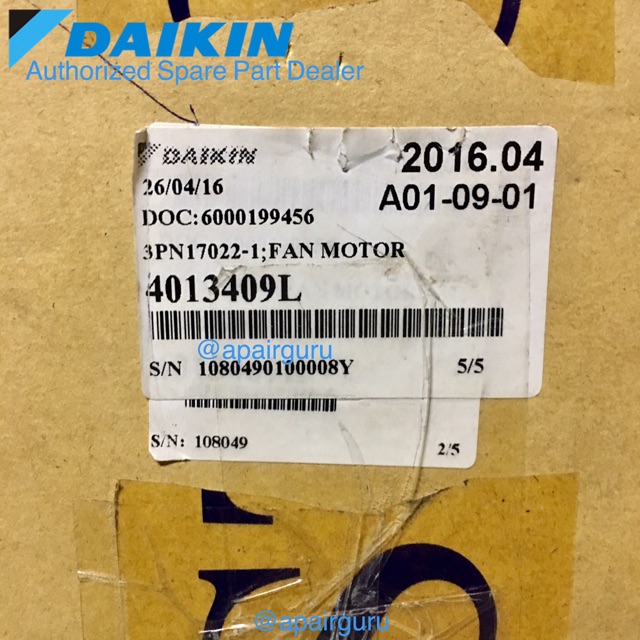 DAIKIN
Authorized Spare Part Dealer
DAIKIN 2016.04
26/04/16 A01-09-01
DOC:6000199456
3PN17022-1;FAN MOTOR
4013409L
@apairguru
S/N 1080490100008Y 5/5
S/N: 108049 2/5
@apairguru